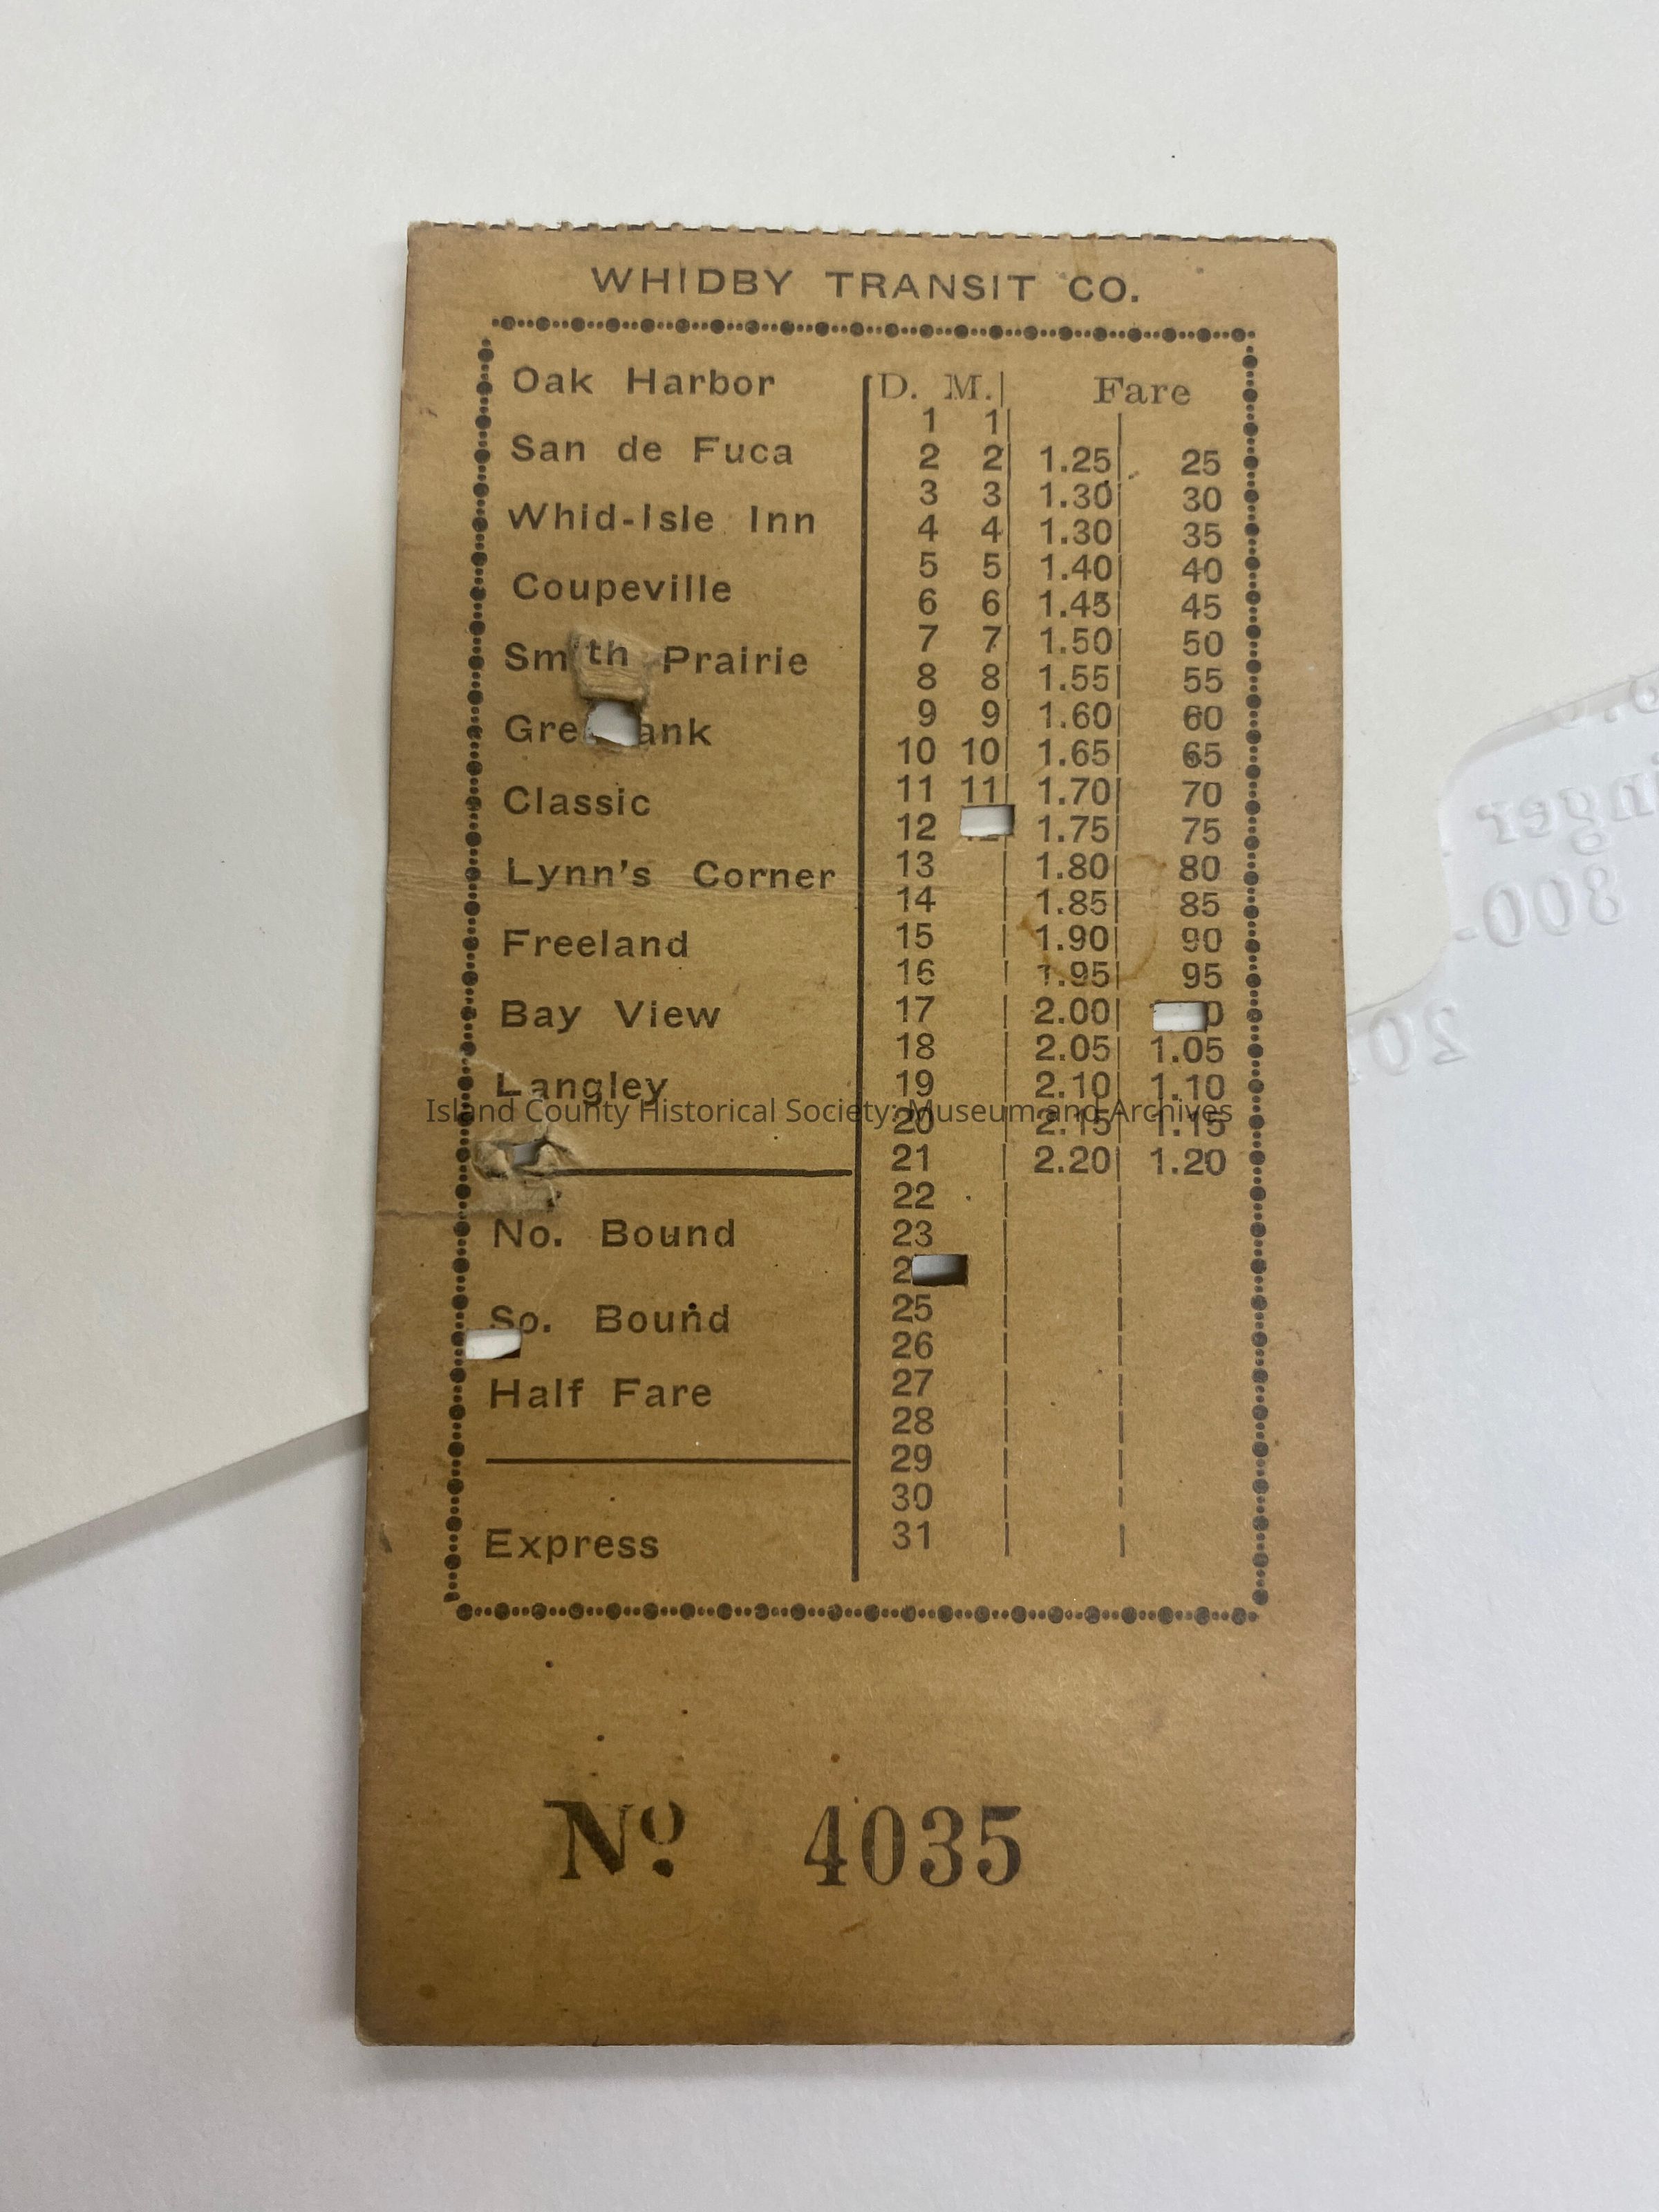 WHIDBY TRANSIT CO.
Oak Harbor
San de Fuca
Whid-Isle Inn
Coupeville
Smith Prairie
Classic
Lynn's Corner
Freeland
Bay View
Langley
No. Bound
So. Bound
Half Fare
Express
D. M. Fare
1 1
2 2 1.25 25
3 3 1.30 30
4 4 1.30 35
5 5 1.40 40
6 6 1.45 45
7 7 1.50 50
8 8 1.55 55
9 9 1.60 60
10 10 1.65 65
11 11 1.70 70
12 1.75 75
13 1.80 80
14 1.85 85
15 1.90 90
16 1.95 95
17 2.00
18 2.05 1.05
19 2.10 1.10
20 2.15 1.15
21 2.20 1.20
22
23
25
26
27
28
29
30
31
Island County Historical Society: Museum and Archives
No. 4035